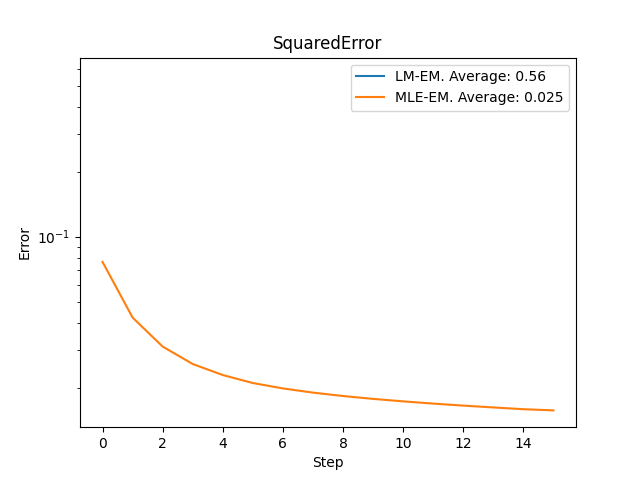 SquaredError
LM-EM. Average: 0.56
MLE-EM. Average: 0.025
Error
10⁻¹
0 2 4 6 8 10 12 14
Step